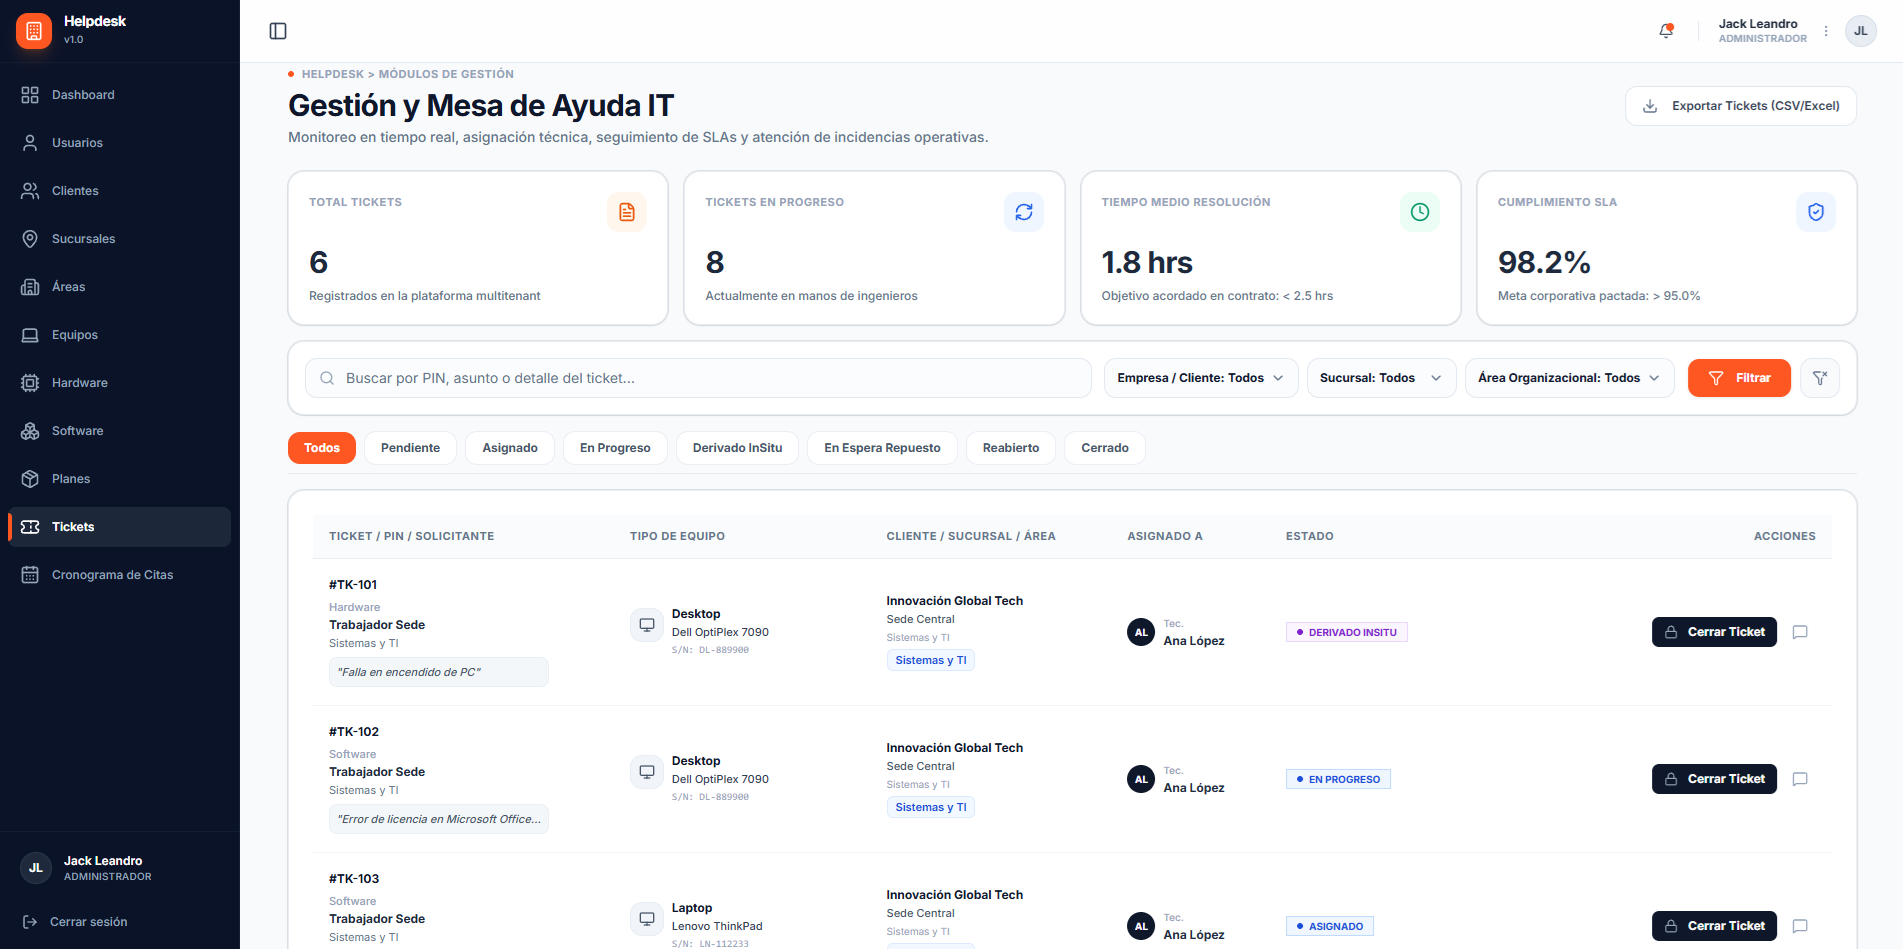 Helpdesk
v1.0
Dashboard
Usuarios
Clientes
Sucursales
Áreas
Equipos
Hardware
Software
Planes
Tickets
Cronograma de Citas
JL
Jack Leandro
ADMINISTRADOR
Cerrar sesión
Jack Leandro
ADMINISTRADOR
JL
HELPDESK > MÓDULOS DE GESTIÓN
Gestión y Mesa de Ayuda IT
Monitoreo en tiempo real, asignación técnica, seguimiento de SLAs y atención de incidencias operativas.
Exportar Tickets (CSV/Excel)
TOTAL TICKETS
6
Registrados en la plataforma multitenant
TICKETS EN PROGRESO
8
Actualmente en manos de ingenieros
TIEMPO MEDIO RESOLUCIÓN
1.8 hrs
Objetivo acordado en contrato: < 2.5 hrs
CUMPLIMIENTO SLA
98.2%
Meta corporativa pactada: > 95.0%
Buscar por PIN, asunto o detalle del ticket...
Empresa / Cliente: Todos
Sucursal: Todos
Área Organizacional: Todos
Filtrar
Todos
Pendiente
Asignado
En Progreso
Derivado InSitu
En Espera Repuesto
Reabierto
Cerrado
TICKET / PIN / SOLICITANTE
TIPO DE EQUIPO
CLIENTE / SUCURSAL / ÁREA
ASIGNADO A
ESTADO
ACCIONES
#TK-101
Hardware
Trabajador Sede
Sistemas y TI
"Falla en encendido de PC"
Desktop
Dell OptiPlex 7090
S/N: DL-889900
Innovación Global Tech
Sede Central
Sistemas y TI
Sistemas y TI
AL
Tec.
Ana López
DERIVADO INSITU
Cerrar Ticket
#TK-102
Software
Trabajador Sede
Sistemas y TI
"Error de licencia en Microsoft Office...
Desktop
Dell OptiPlex 7090
S/N: DL-889900
Innovación Global Tech
Sede Central
Sistemas y TI
Sistemas y TI
AL
Tec.
Ana López
EN PROGRESO
Cerrar Ticket
#TK-103
Software
Trabajador Sede
Sistemas y TI
Laptop
Lenovo ThinkPad
S/N: LN-112233
Innovación Global Tech
Sede Central
Sistemas y TI
AL
Tec.
Ana López
ASIGNADO
Cerrar Ticket